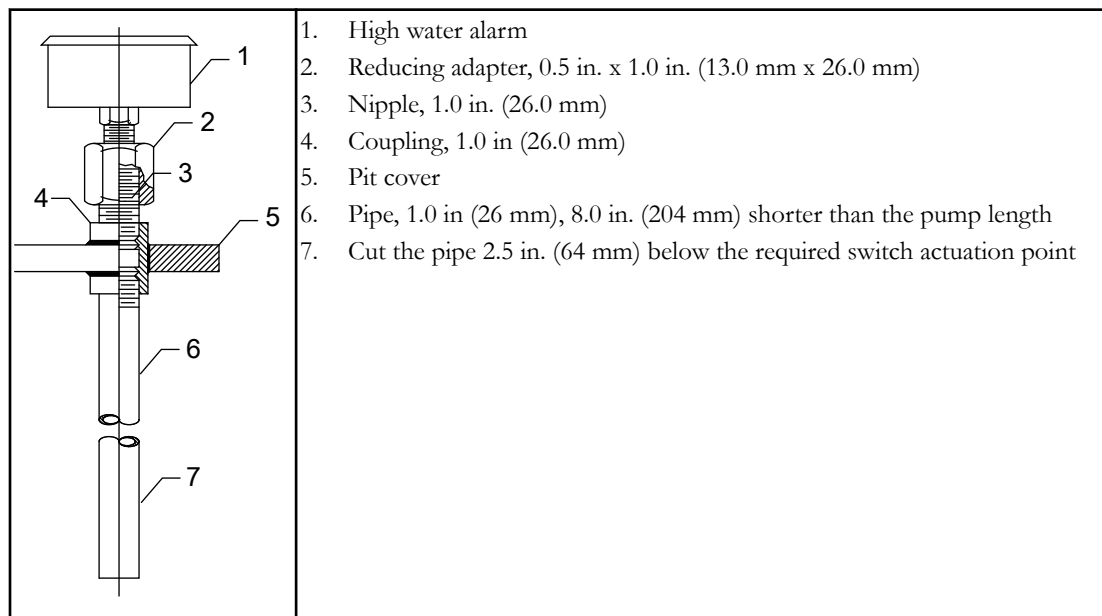 1
2
3
4
5
6
7
1. High water alarm
2. Reducing adapter, 0.5 in. x 1.0 in. (13.0 mm x 26.0 mm)
3. Nipple, 1.0 in. (26.0 mm)
4. Coupling, 1.0 in (26.0 mm)
5. Pit cover
6. Pipe, 1.0 in (26 mm), 8.0 in. (204 mm) shorter than the pump length
7. Cut the pipe 2.5 in. (64 mm) below the required switch actuation point